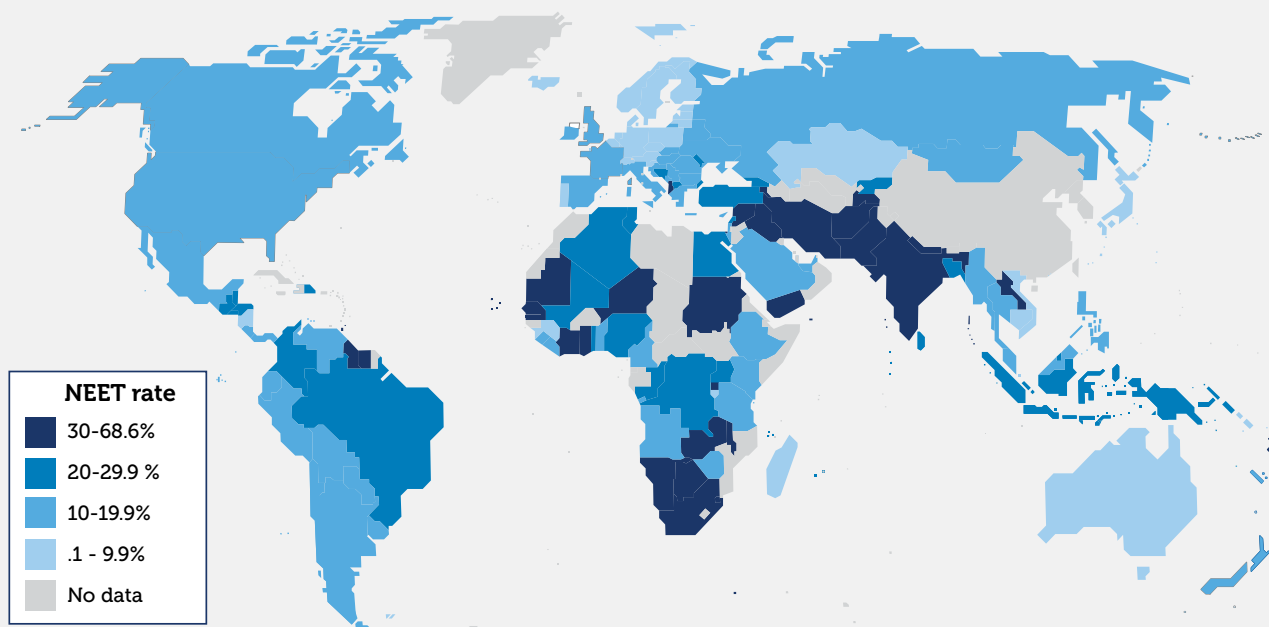 NEET rate
30-68.6%
20-29.9 %
10-19.9%
.1 - 9.9%
No data